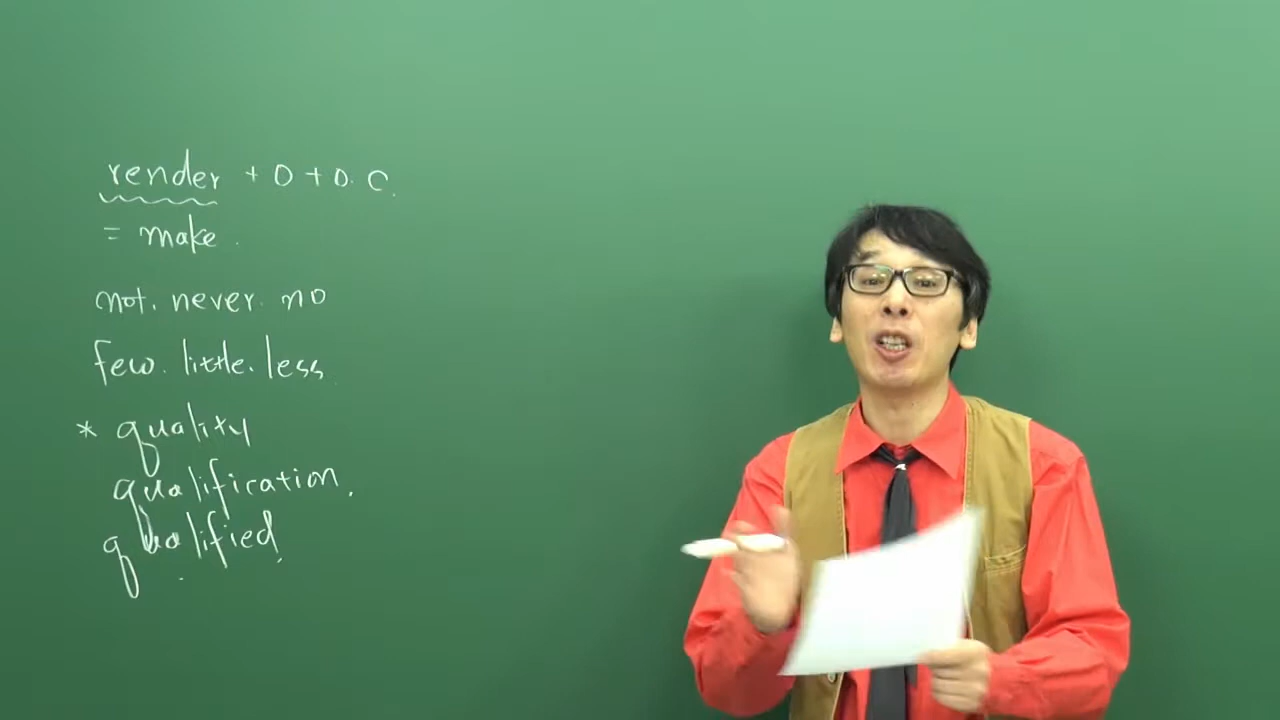 render + O + O.C.
= make.
not. never. no
few. little. less.
* quality
qualification.
qualified.